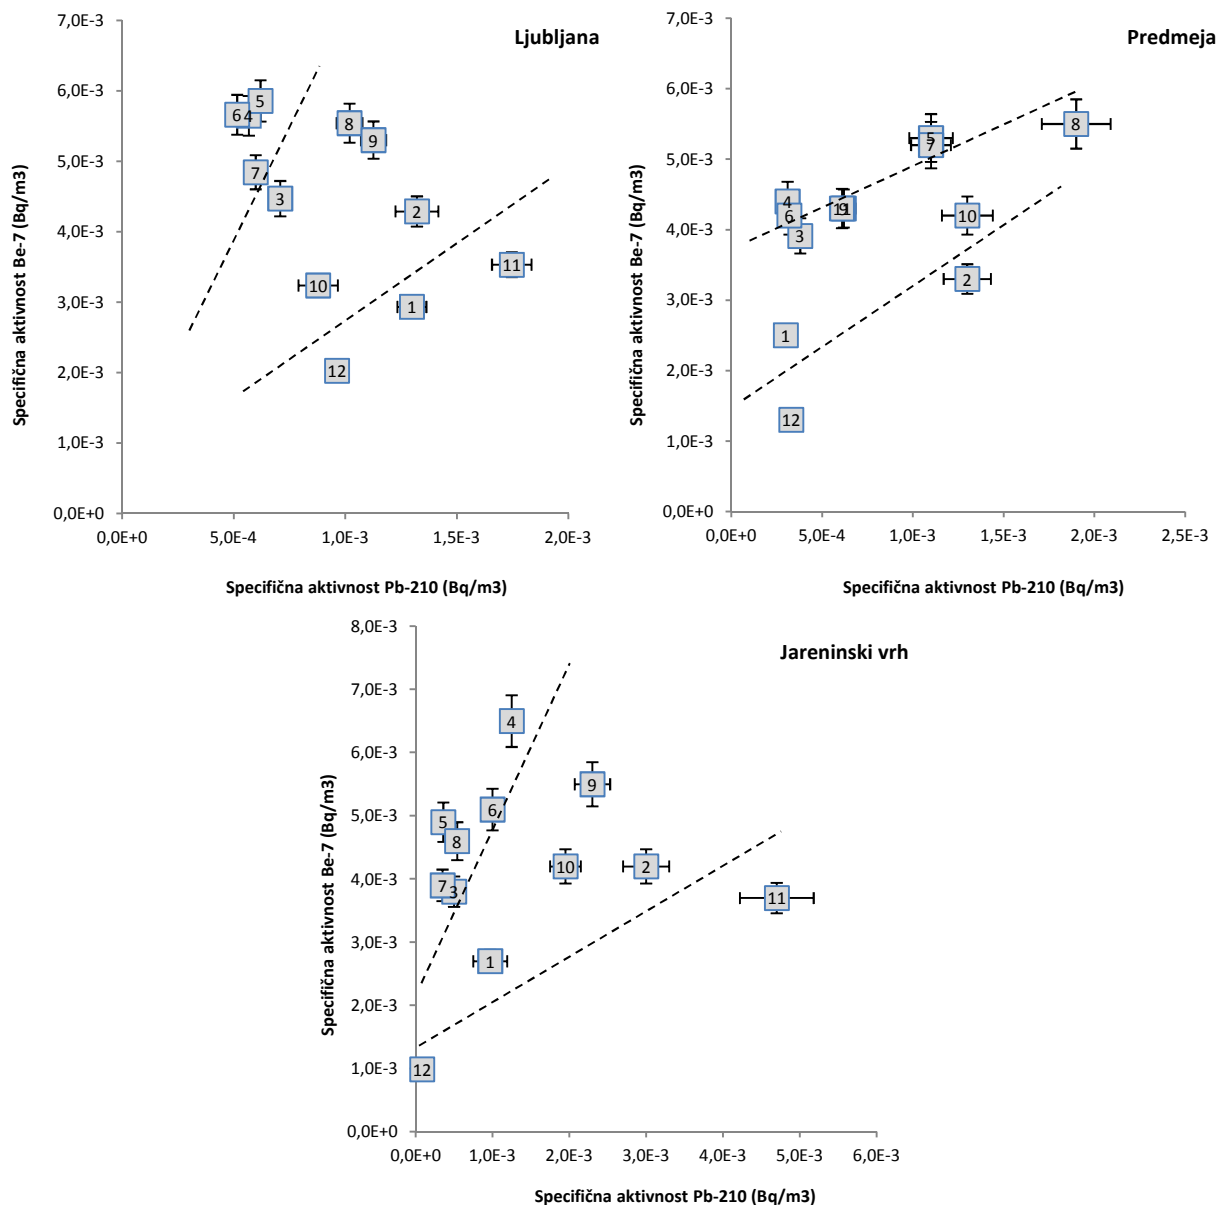 Ljubljana
Specifična aktivnost Be-7 (Bq/m3)
7,0E-3
6,0E-3
5,0E-3
4,0E-3
3,0E-3
2,0E-3
1,0E-3
0,0E+0
5
6
4
8
9
7
3
2
11
10
1
12
0,0E+0 5,0E-4 1,0E-3 1,5E-3 2,0E-3
Specifična aktivnost Pb-210 (Bq/m3)
Predmeja
Specifična aktivnost Be-7 (Bq/m3)
7,0E-3
6,0E-3
5,0E-3
4,0E-3
3,0E-3
2,0E-3
1,0E-3
0,0E+0
8
5
7
4
11
9
6
10
3
2
1
12
0,0E+0 5,0E-4 1,0E-3 1,5E-3 2,0E-3 2,5E-3
Specifična aktivnost Pb-210 (Bq/m3)
Jareninski vrh
Specifična aktivnost Be-7 (Bq/m3)
8,0E-3
7,0E-3
6,0E-3
5,0E-3
4,0E-3
3,0E-3
2,0E-3
1,0E-3
0,0E+0
4
9
6
5
8
10
2
7
3
11
1
12
0,0E+0 1,0E-3 2,0E-3 3,0E-3 4,0E-3 5,0E-3 6,0E-3
Specifična aktivnost Pb-210 (Bq/m3)